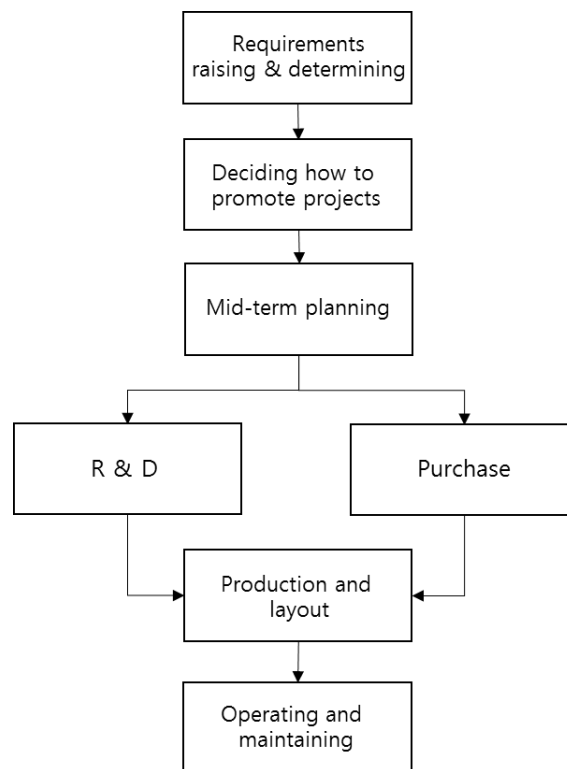 Requirements
raising & determining
Deciding how to
promote projects
Mid-term planning
R & D
Purchase
Production and
layout
Operating and
maintaining